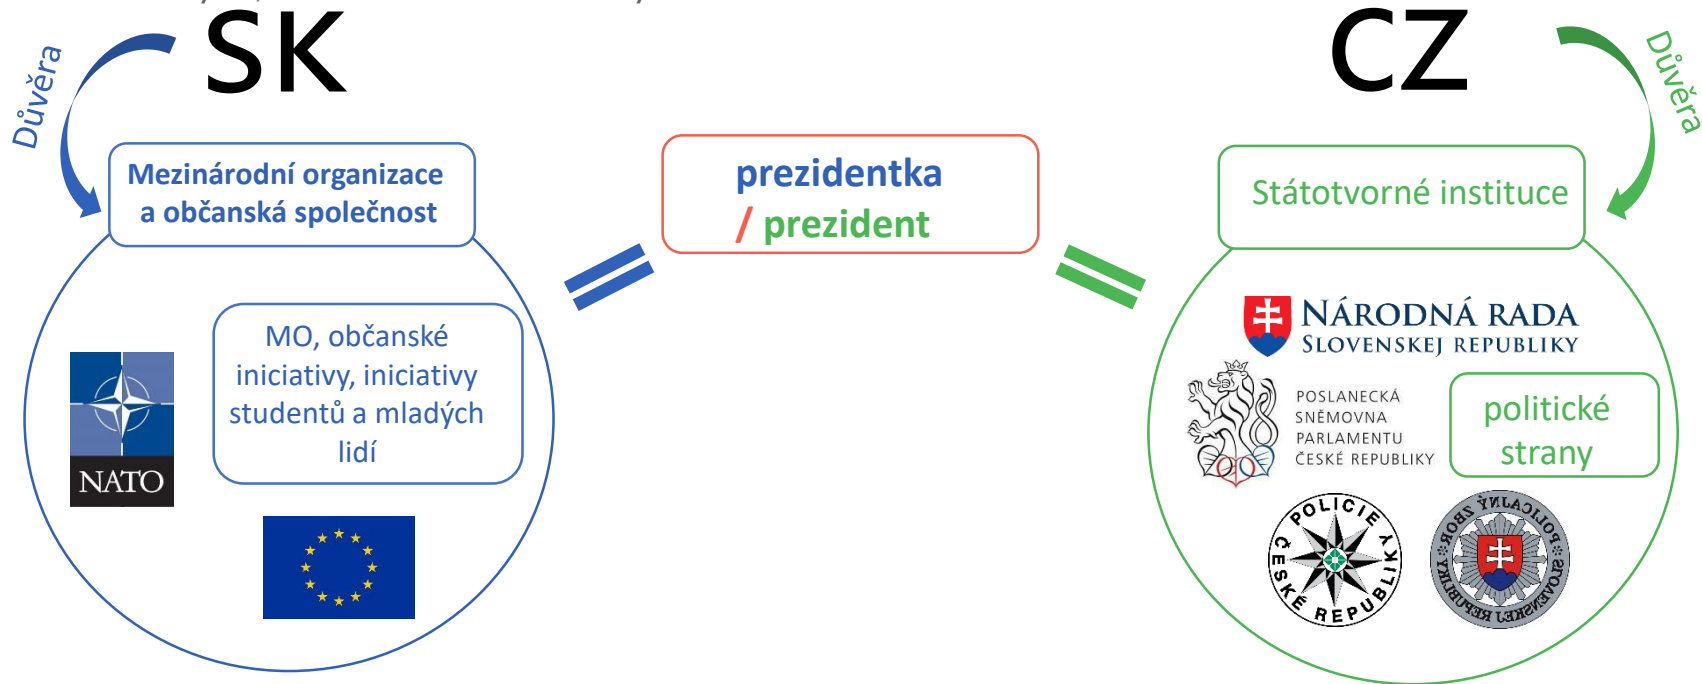 SK
CZ
Důvěra
Důvěra
Mezinárodní organizace
a občanská společnost
prezidentka
/ prezident
Státotvorné instituce
MO, občanské
iniciativy, iniciativy
studentů a mladých
lidí
NATO
NÁRODNÁ RADA
SLOVENSKEJ REPUBLIKY
POSLANECKÁ
SNĚMOVNA
PARLAMENTU
ČESKÉ REPUBLIKY
politické
strany
POLICIE
ČESKÉ REPUBLIKY
POLICAJNÝ ZBOR
SLOVENSKEJ REPUBLIKY